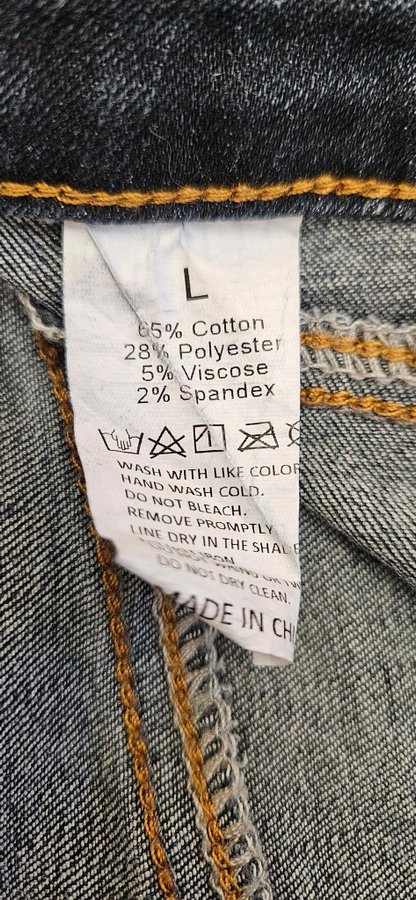 L
65% Cotton
28% Polyester
5% Viscose
2% Spandex
WASH WITH LIKE COLOR
HAND WASH COLD.
DO NOT BLEACH.
REMOVE PROMPTLY
LINE DRY IN THE SHADE
IRON
DO NOT DRY CLEAN.
MADE IN CHI